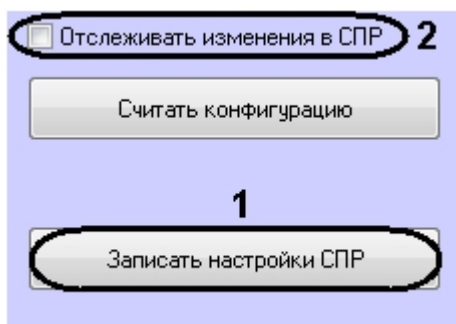 Отслеживать изменения в СПР 2
Считать конфигурацию
1
Записать настройки СПР